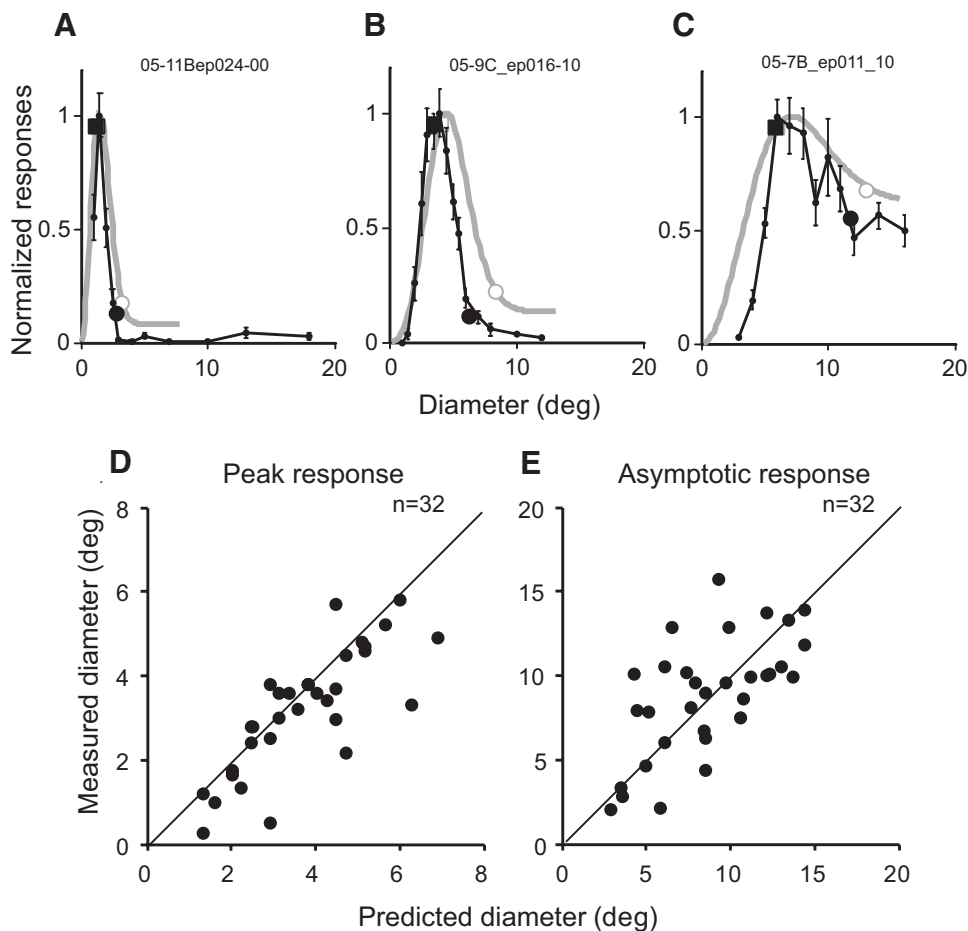 A
B
C
05-11Bep024-00
05-9C_ep016-10
05-7B_ep011_10
Normalized responses
1
0.5
0
0 10 20
1
0.5
0
0 10 20
1
0.5
0
0 10 20
Diameter (deg)
D
Peak response
n=32
Measured diameter (deg)
8
6
4
2
0
0 2 4 6 8
E
Asymptotic response
n=32
20
15
10
5
0
0 5 10 15 20
Predicted diameter (deg)